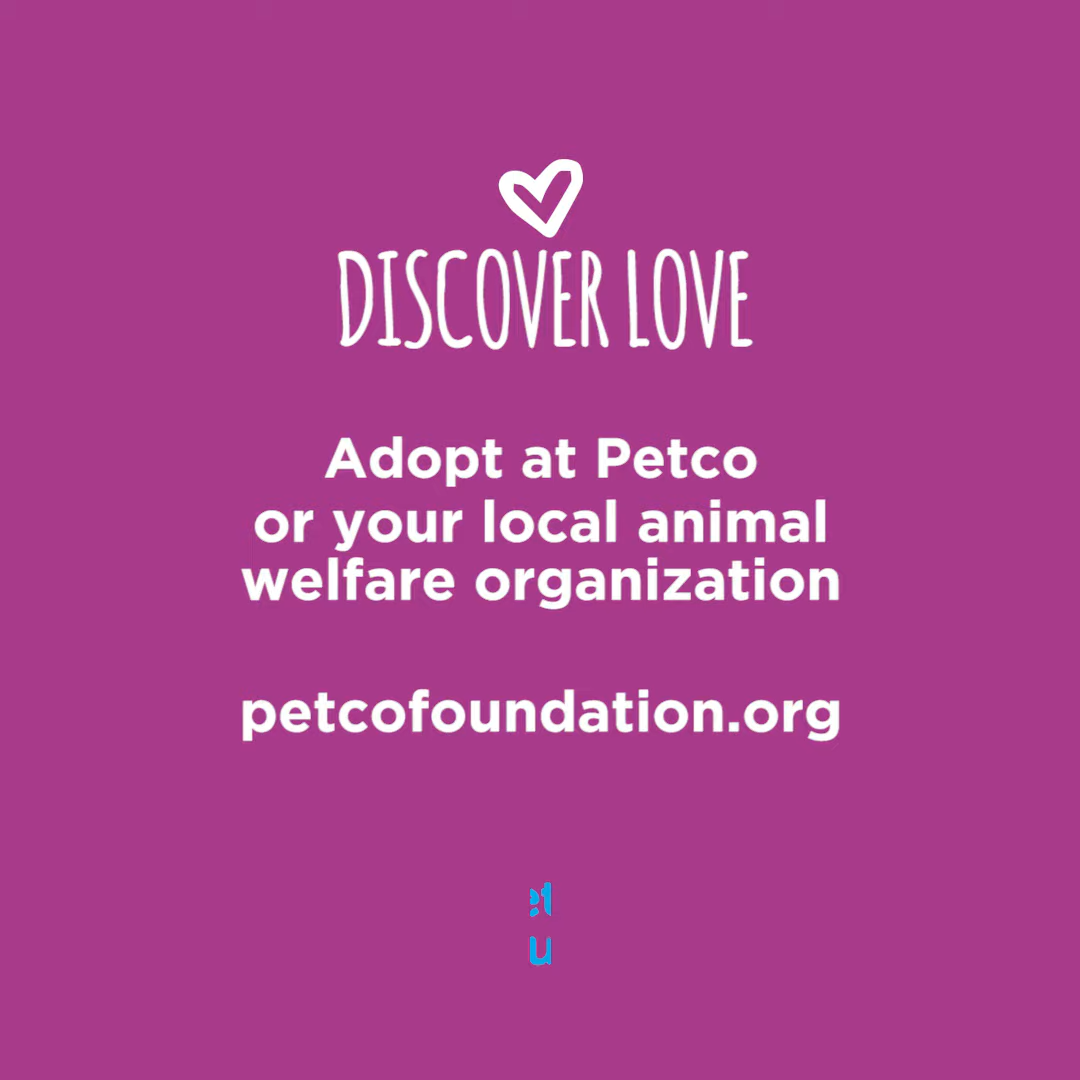 DISCOVER LOVE
Adopt at Petco
or your local animal
welfare organization
petcofoundation.org